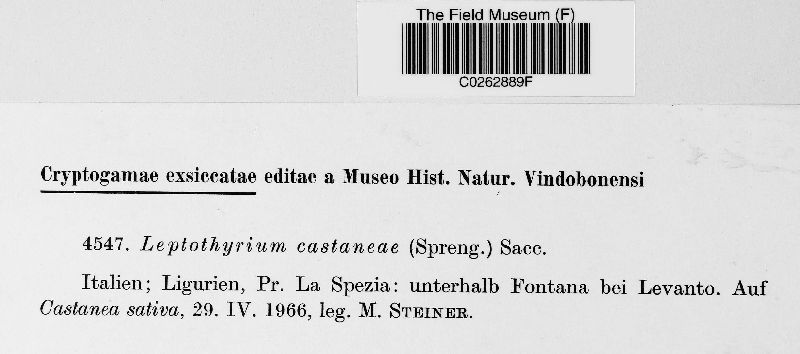 The Field Museum (F)
C0262889F
Cryptogamae exsiccatae editae a Museo Hist. Natur. Vindobonensi
4547. Leptothyrium castaneae (Spreng.) Sacc.
Italien; Ligurien, Pr. La Spezia: unterhalb Fontana bei Levanto. Auf
Castanea sativa, 29. IV. 1966, leg. M. STEINER.